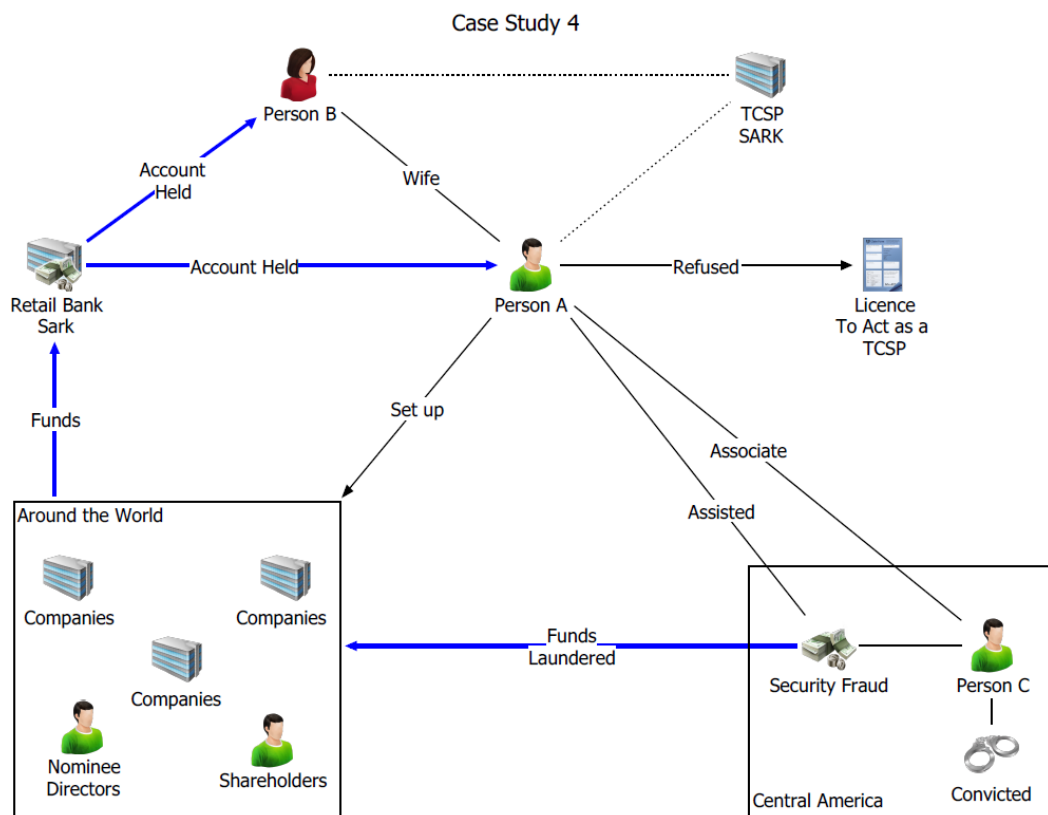 Case Study 4
Person B
TCSP
SARK
Account
Held
Wife
Retail Bank
Sark
Account Held
Person A
Refused
Licence
To Act as a
TCSP
Funds
Set up
Associate
Assisted
Around the World
Companies
Companies
Companies
Nominee
Directors
Shareholders
Funds
Laundered
Security Fraud
Person C
Convicted
Central America